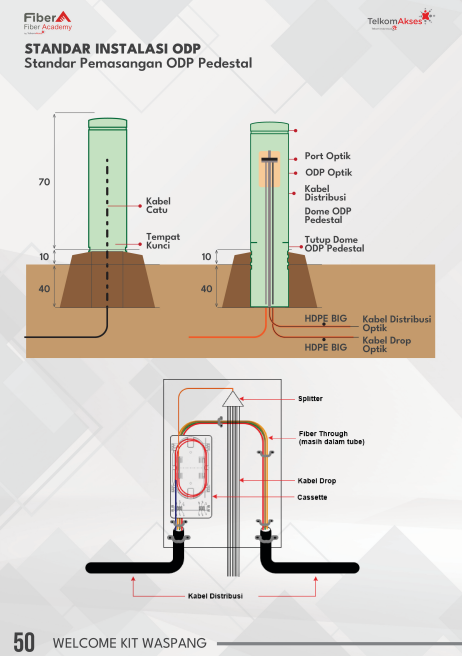 Fiber
Fiber Academy
TelkomAkses
STANDAR INSTALASI ODP
Standar Pemasangan ODP Pedestal
70
10
40
Kabel
Catu
Tempat
Kunci
10
40
Port Optik
ODP Optik
Kabel
Distribusi
Dome ODP
Pedestal
Tutup Dome
ODP Pedestal
HDPE BIG
Kabel Distribusi
Optik
HDPE BIG
Kabel Drop
Optik
Splitter
Fiber Through
(masih dalam tube)
Kabel Drop
Cassette
Kabel Distribusi
50 WELCOME KIT WASPANG